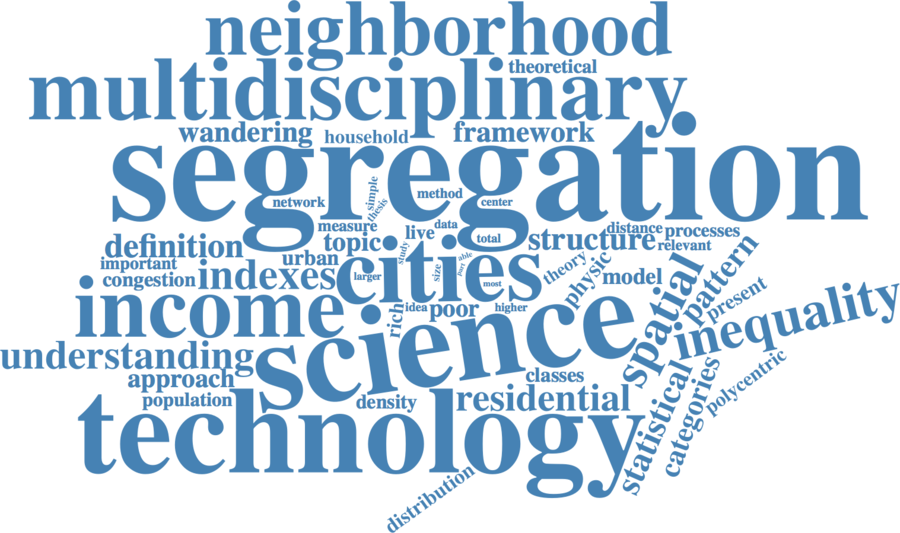 neighborhood
theoretical
multidisciplinary
wandering
household
framework
segregation
network
simple
thesis
method
center
measure
live
data
distance
processes
definition
topic
total
structure
relevant
important
urban
study
cities
able
part
theory
physic
spatial
pattern
congestion
indexes
larger
size
most
model
present
income
rich
idea
poor
higher
science
inequality
understanding
approach
classes
statistical
categories
polycentric
population
density
residential
technology
distribution